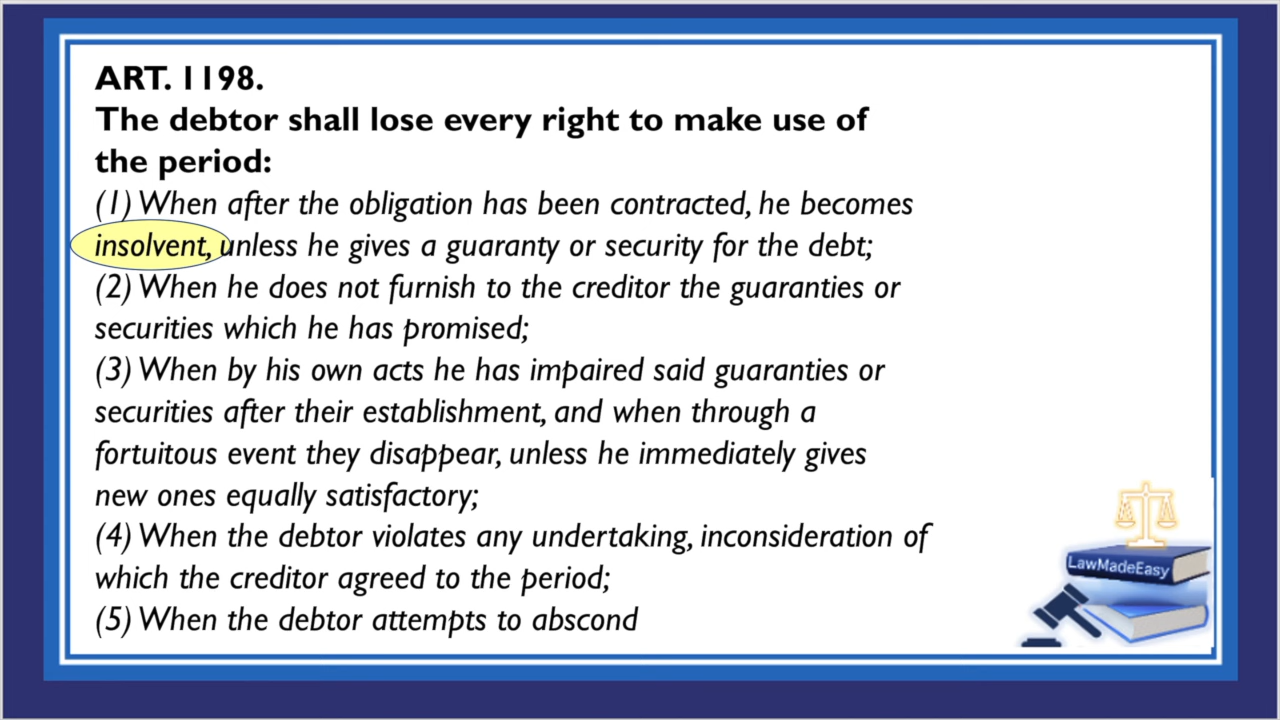 ART. 1198.
The debtor shall lose every right to make use of
the period:
(1) When after the obligation has been contracted, he becomes
insolvent, unless he gives a guaranty or security for the debt;
(2) When he does not furnish to the creditor the guaranties or
securities which he has promised;
(3) When by his own acts he has impaired said guaranties or
securities after their establishment, and when through a
fortuitous event they disappear, unless he immediately gives
new ones equally satisfactory;
(4) When the debtor violates any undertaking, inconsideration of
which the creditor agreed to the period;
(5) When the debtor attempts to abscond
LawMadeEasy